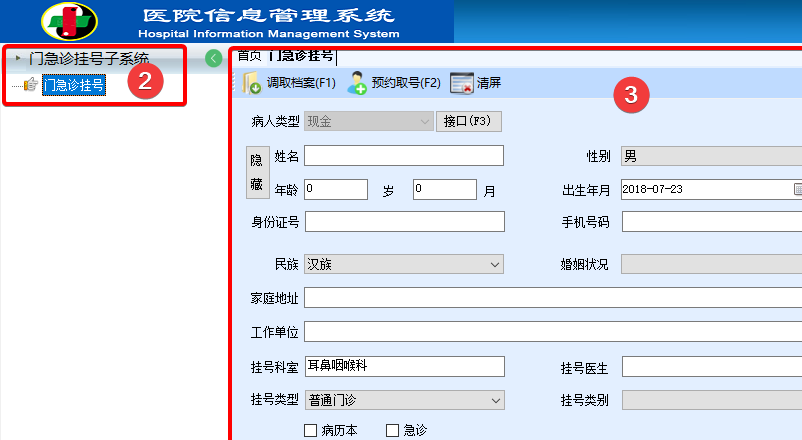 医院信息管理系统
Hospital Information Management System
门急诊挂号子系统
门急诊挂号
2
首页 门急诊挂号
调取档案(F1) 预约取号(F2) 清屏
3
病人类型 现金 接口(F3)
隐藏
姓名 性别 男
年龄 0 岁 0 月 出生年月 2018-07-23
身份证号 手机号码
民族 汉族 婚姻状况
家庭地址
工作单位
挂号科室 耳鼻咽喉科 挂号医生
挂号类型 普通门诊 挂号类别
病历本 急诊